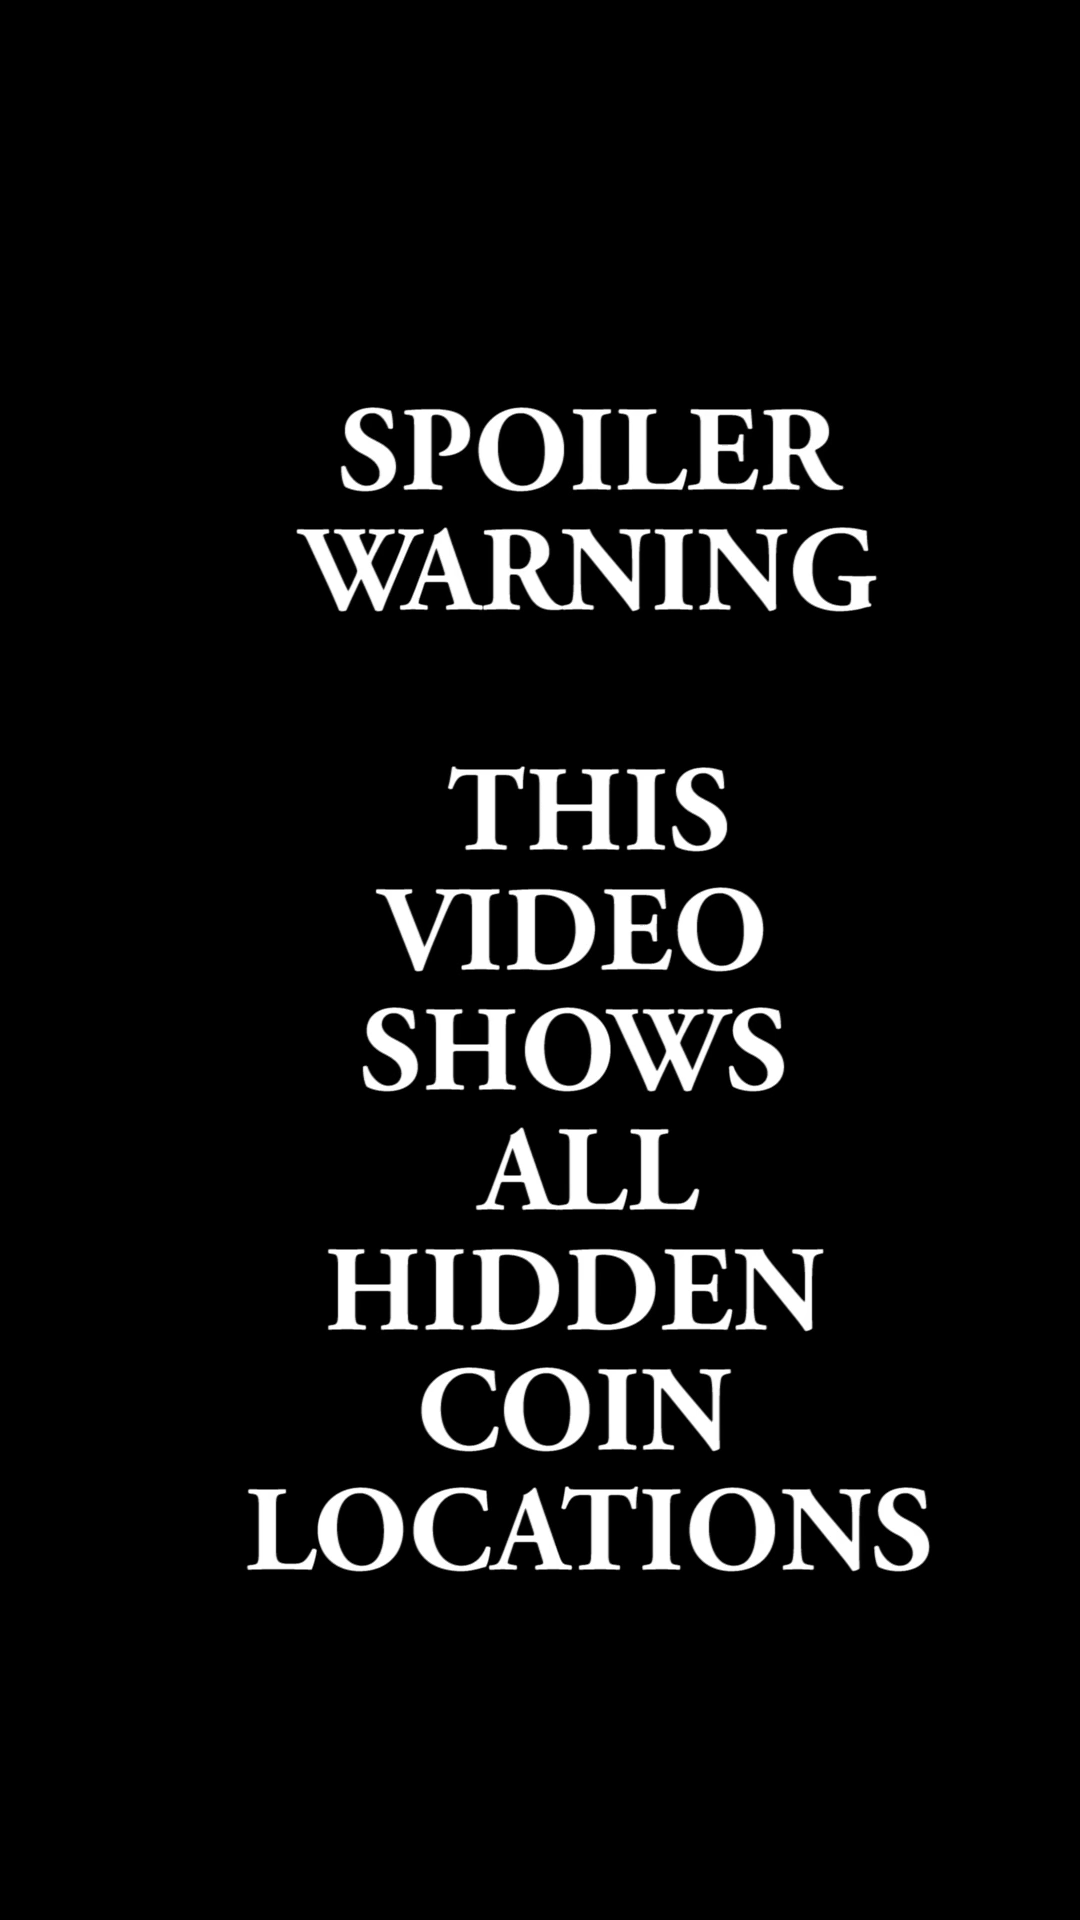 SPOILER
WARNING
THIS
VIDEO
SHOWS
ALL
HIDDEN
COIN
LOCATIONS